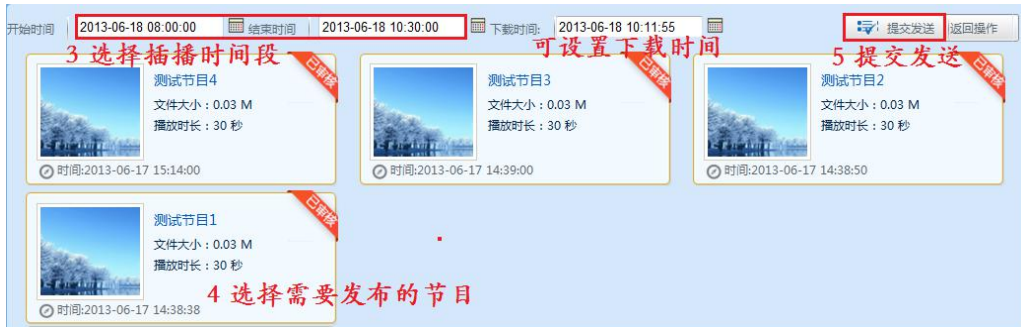 开始时间 2013-06-18 08:00:00 结束时间 2013-06-18 10:30:00 下载时间: 2013-06-18 10:11:55 提交发送 返回操作
3 选择插播时间段 可设置下载时间 5 提交发送
测试节目4
文件大小：0.03 M
播放时长：30 秒
时间:2013-06-17 15:14:00
已审核
测试节目3
文件大小：0.03 M
播放时长：30 秒
时间:2013-06-17 14:39:00
已审核
测试节目2
文件大小：0.03 M
播放时长：30 秒
时间:2013-06-17 14:38:50
已审核
测试节目1
文件大小：0.03 M
播放时长：30 秒
时间:2013-06-17 14:38:38
已审核
4 选择需要发布的节目